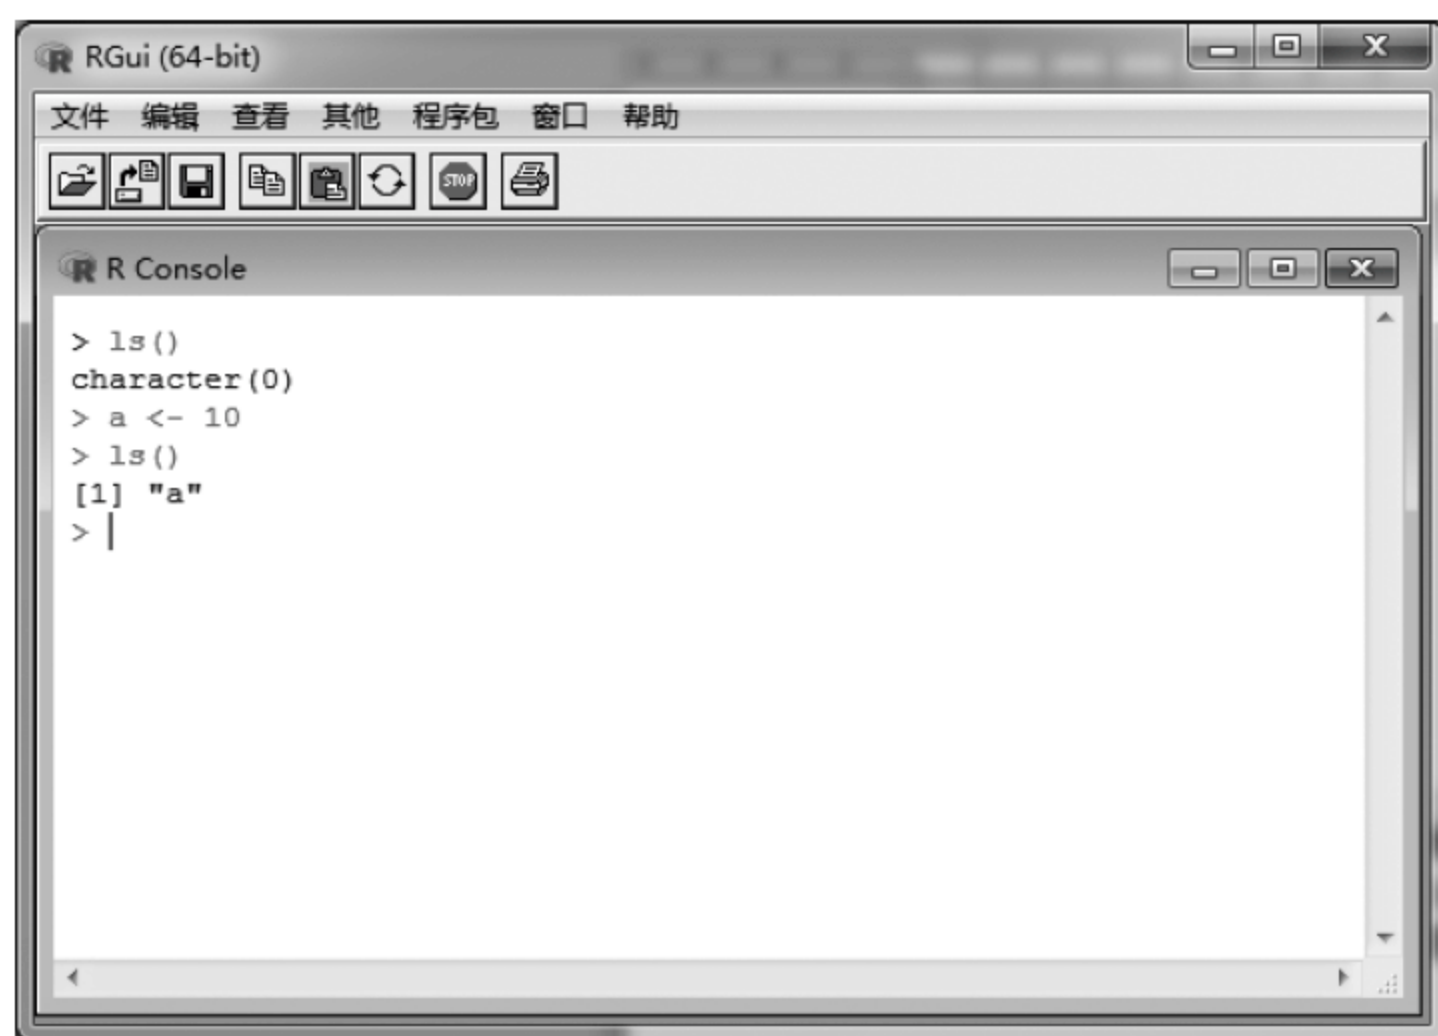 RGui (64-bit)
文件 编辑 查看 其他 程序包 窗口 帮助
STOP
R Console
> ls()
character(0)
> a <- 10
> ls()
[1] "a"
>